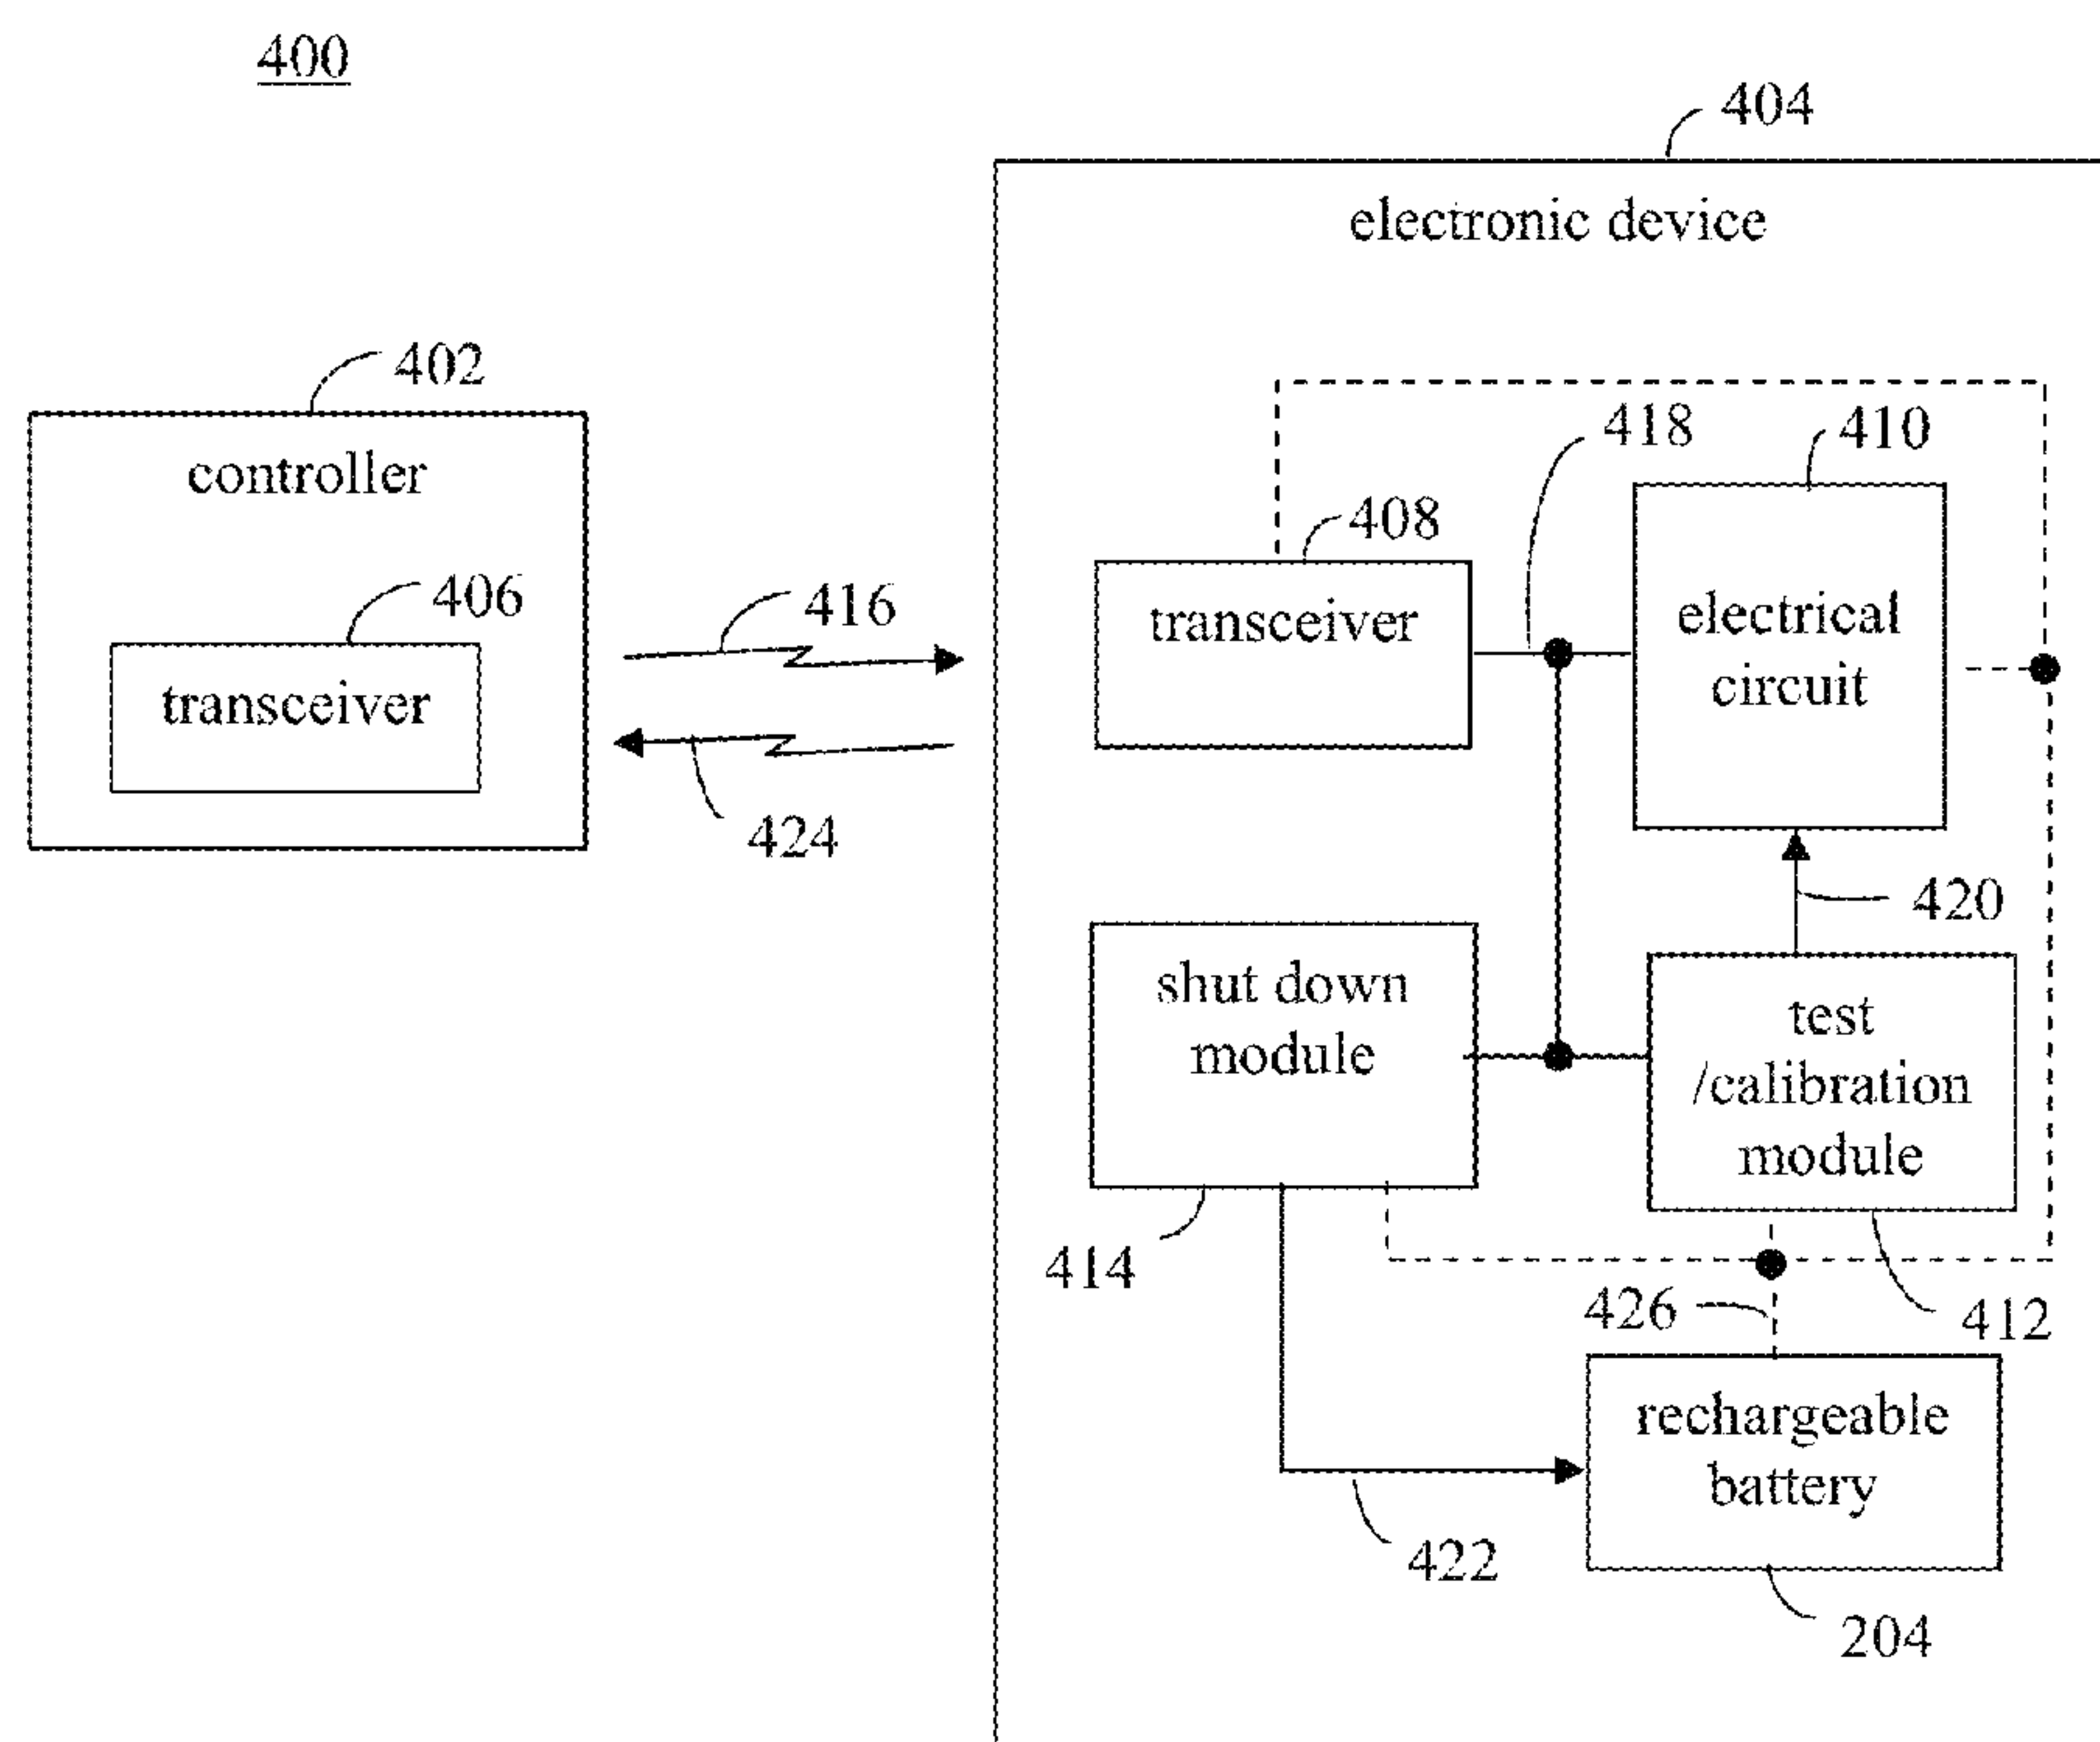 400
404
electronic device
402
controller
406
transceiver
416
424
418
410
408
transceiver
electrical
circuit
420
shut down
module
test
/calibration
module
414
426
412
rechargeable
battery
422
204